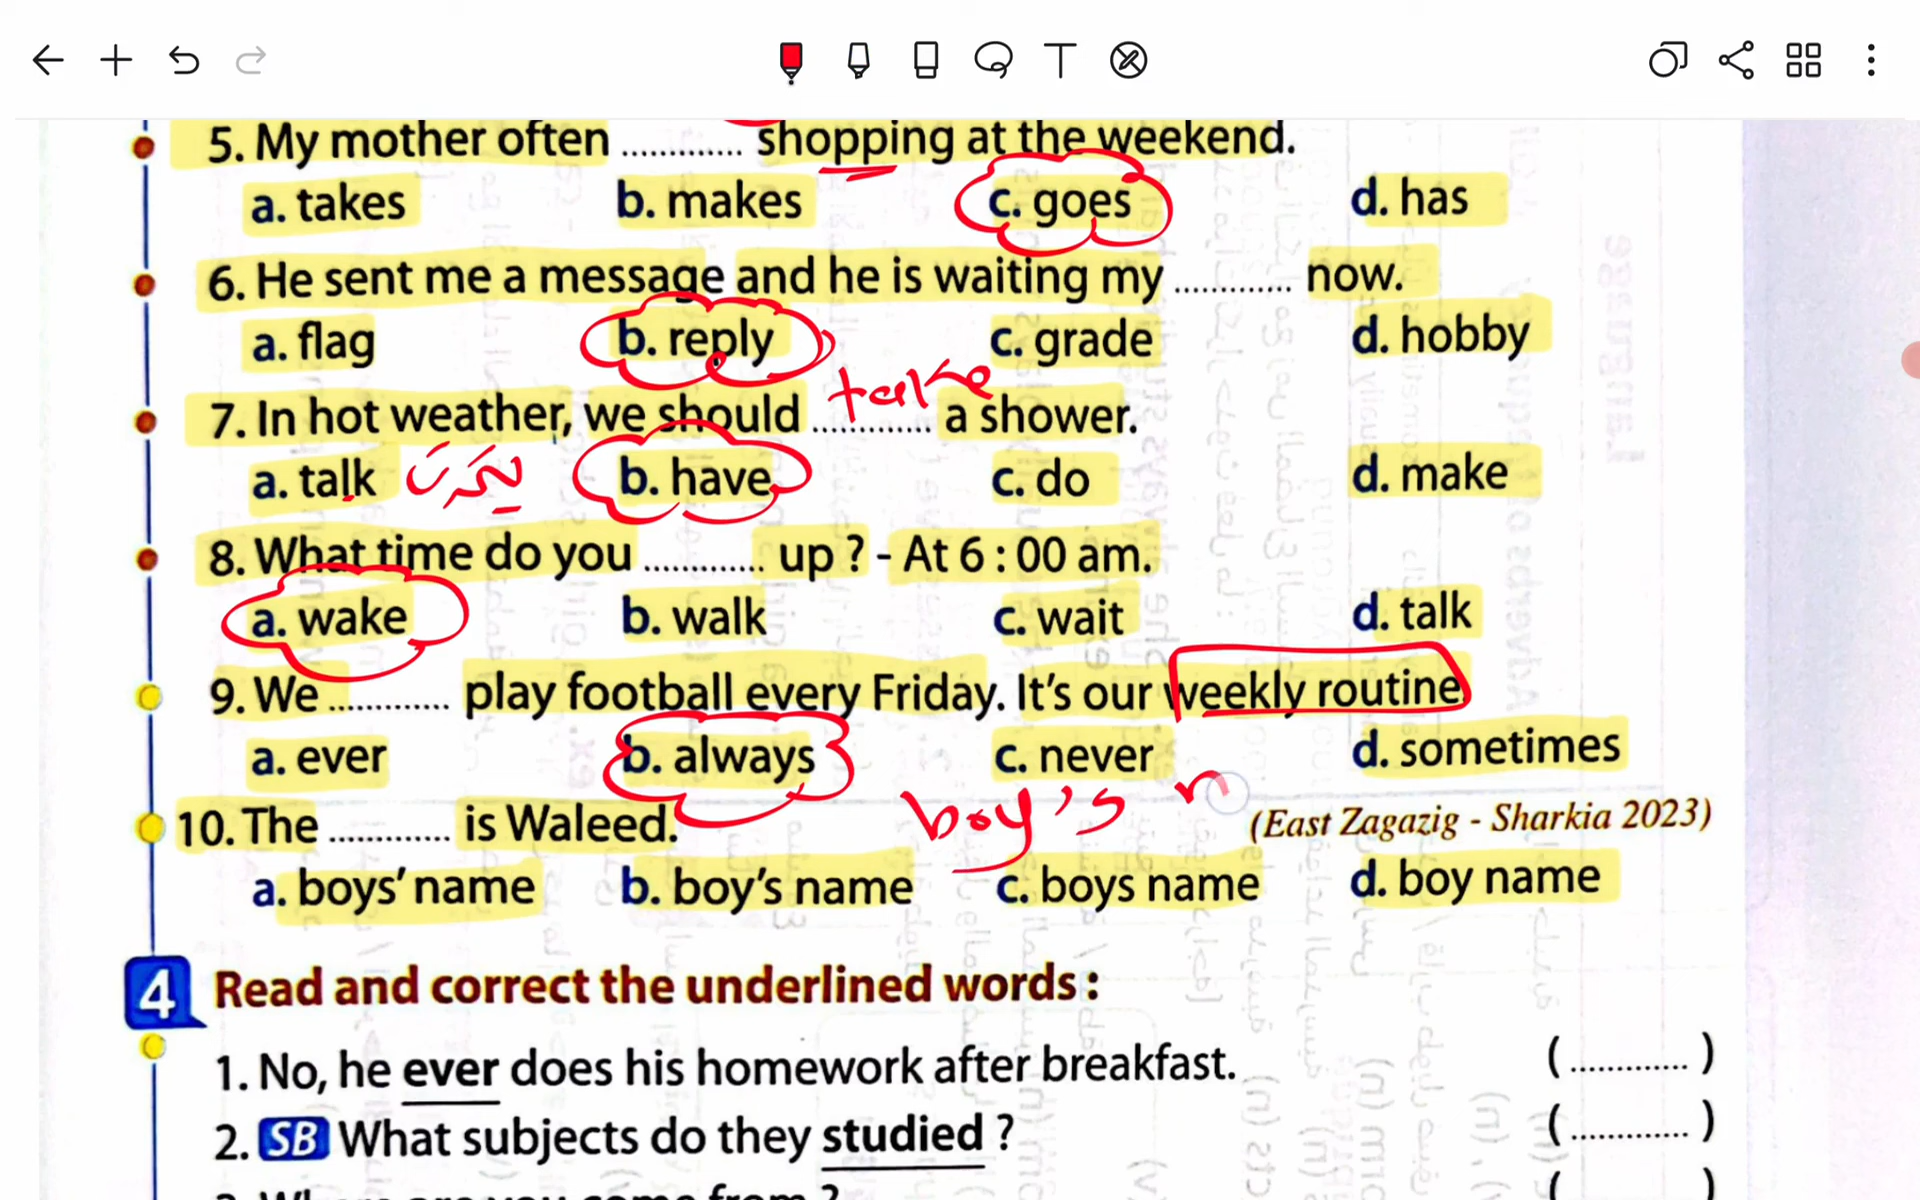 5. My mother often ............. shopping at the weekend.
a. takes b. makes c. goes d. has
6. He sent me a message and he is waiting my ............. now.
a. flag b. reply c. grade d. hobby
take
7. In hot weather, we should ............. a shower.
a. talk b. have c. do d. make
8. What time do you ............. up ? - At 6 : 00 am.
a. wake b. walk c. wait d. talk
9. We ............. play football every Friday. It's our weekly routine.
a. ever b. always c. never d. sometimes
boy's n
10. The ............. is Waleed. (East Zagazig - Sharkia 2023)
a. boys' name b. boy's name c. boys name d. boy name
4 Read and correct the underlined words :
1. No, he ever does his homework after breakfast. ( ............. )
2. SB What subjects do they studied ? ( ............. )